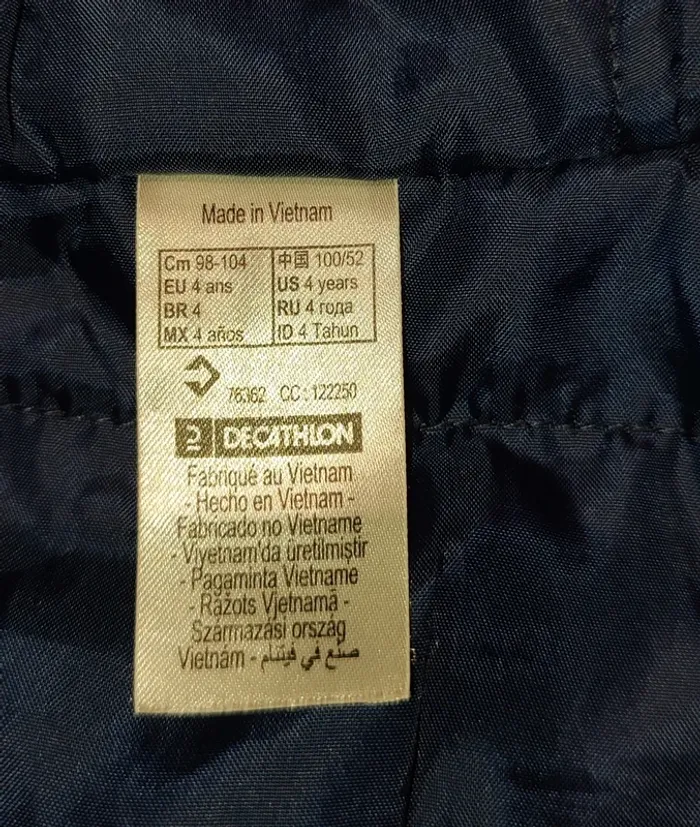 Made in Vietnam
Cm 98-104 中国 100/52
EU 4 ans US 4 years
BR 4 RU 4 года
MX 4 años ID 4 Tahun
76362 CC : 122250
DECATHLON
Fabriqué au Vietnam
- Hecho en Vietnam -
Fabricado no Vietname
- Viyetnam'da üretilmiştir
- Pagaminta Vietname
- Ražots Vjetnamā -
Származási ország
Vietnám - صنع في فيتنام